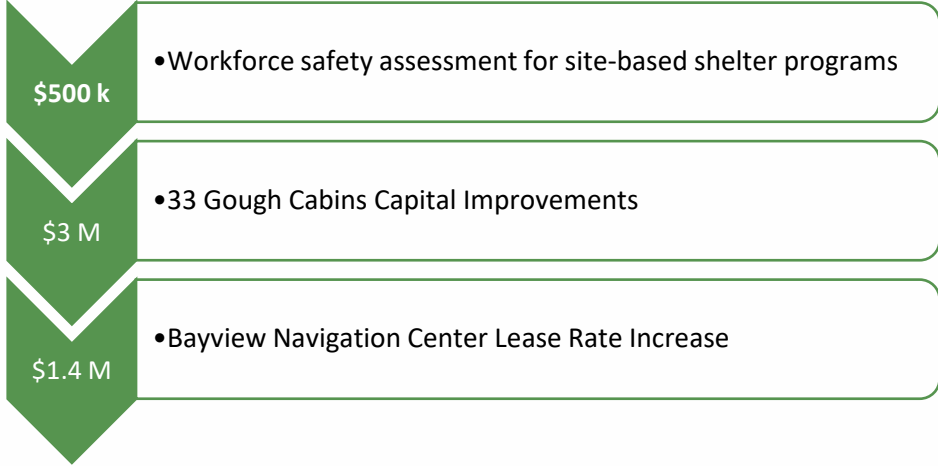 $500 k
•Workforce safety assessment for site-based shelter programs
$3 M
•33 Gough Cabins Capital Improvements
$1.4 M
•Bayview Navigation Center Lease Rate Increase